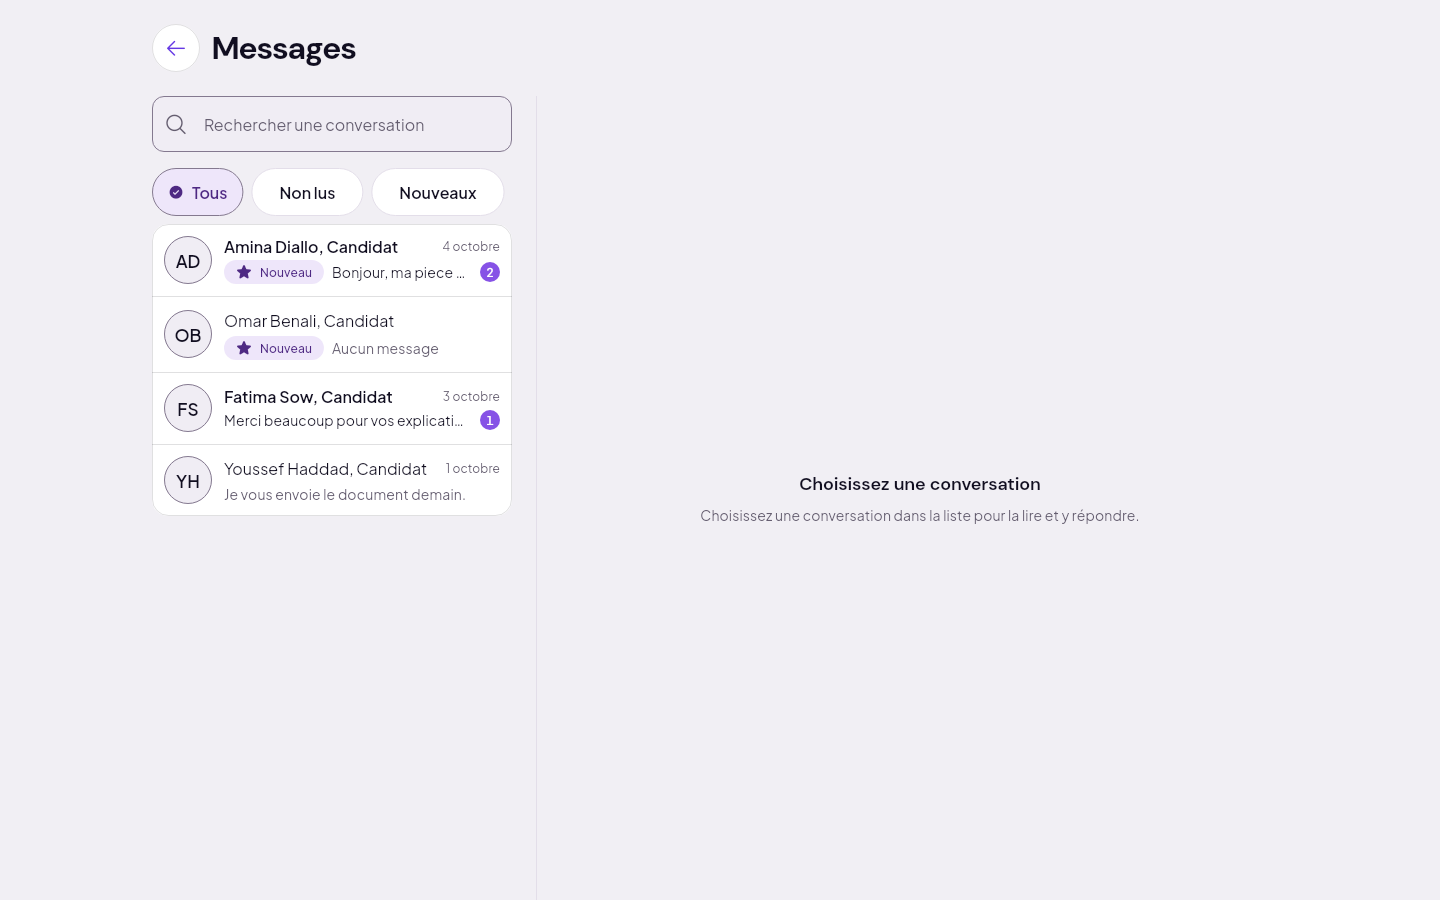 Messages
Rechercher une conversation
Tous
Non lus
Nouveaux
AD
Amina Diallo, Candidat
4 octobre
Nouveau
Bonjour, ma piece ...
2
OB
Omar Benali, Candidat
Nouveau
Aucun message
FS
Fatima Sow, Candidat
3 octobre
Merci beaucoup pour vos explicati...
1
YH
Youssef Haddad, Candidat
1 octobre
Je vous envoie le document demain.
Choisissez une conversation
Choisissez une conversation dans la liste pour la lire et y répondre.